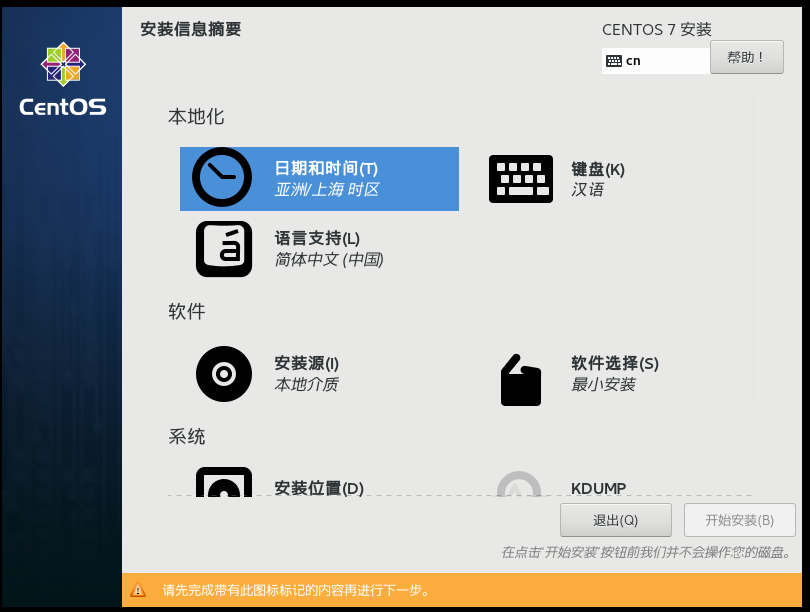 安装信息摘要
CENTOS 7 安装
cn
帮助！
CentOS
本地化
日期和时间(T)
亚洲/上海 时区
键盘(K)
汉语
á
语言支持(L)
简体中文 (中国)
软件
安装源(I)
本地介质
软件选择(S)
最小安装
系统
安装位置(D)
KDUMP
退出(Q)
开始安装(B)
在点击‘开始安装’按钮前我们并不会操作您的磁盘。
请先完成带有此图标标记的内容再进行下一步。